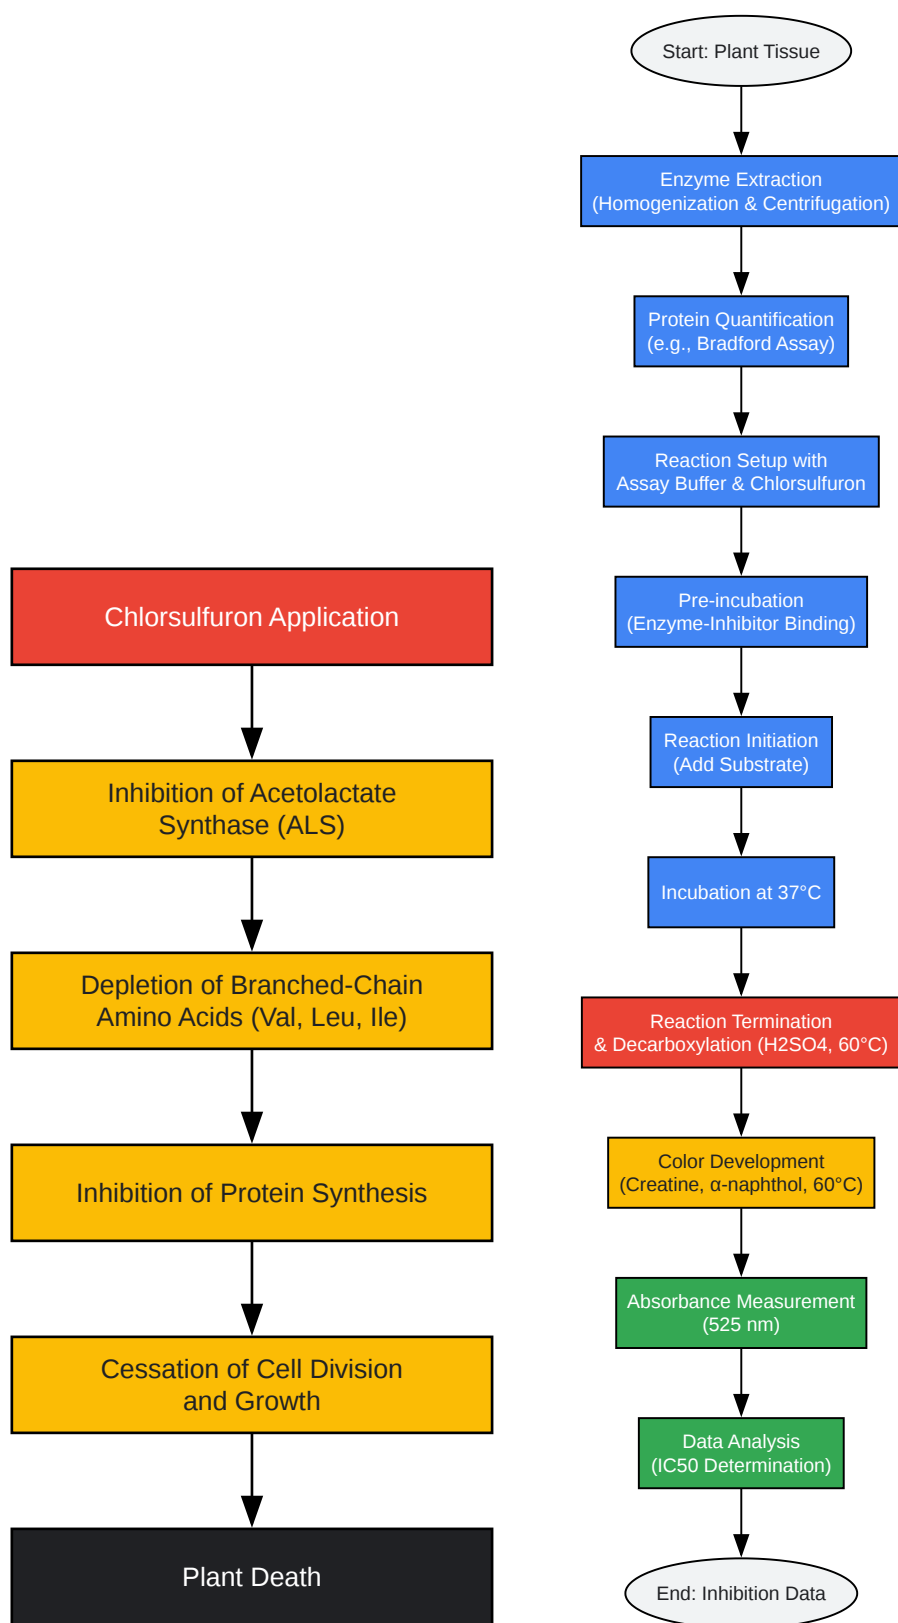 Chlorsulfuron Application
Inhibition of Acetolactate
Synthase (ALS)
Depletion of Branched-Chain
Amino Acids (Val, Leu, Ile)
Inhibition of Protein Synthesis
Cessation of Cell Division
and Growth
Plant Death
Start: Plant Tissue
Enzyme Extraction
(Homogenization & Centrifugation)
Protein Quantification
(e.g., Bradford Assay)
Reaction Setup with
Assay Buffer & Chlorsulfuron
Pre-incubation
(Enzyme-Inhibitor Binding)
Reaction Initiation
(Add Substrate)
Incubation at 37°C
Reaction Termination
& Decarboxylation (H2SO4, 60°C)
Color Development
(Creatine, α-naphthol, 60°C)
Absorbance Measurement
(525 nm)
Data Analysis
(IC50 Determination)
End: Inhibition Data